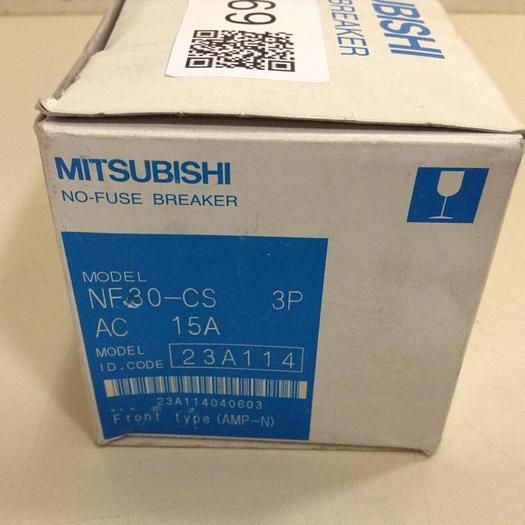 69
UBISHI
BREAKER
MITSUBISHI
NO-FUSE BREAKER
MODEL
NF30-CS 3P
AC 15A
MODEL
ID.CODE 23A114
23A114040603
Front type(AMP-N)